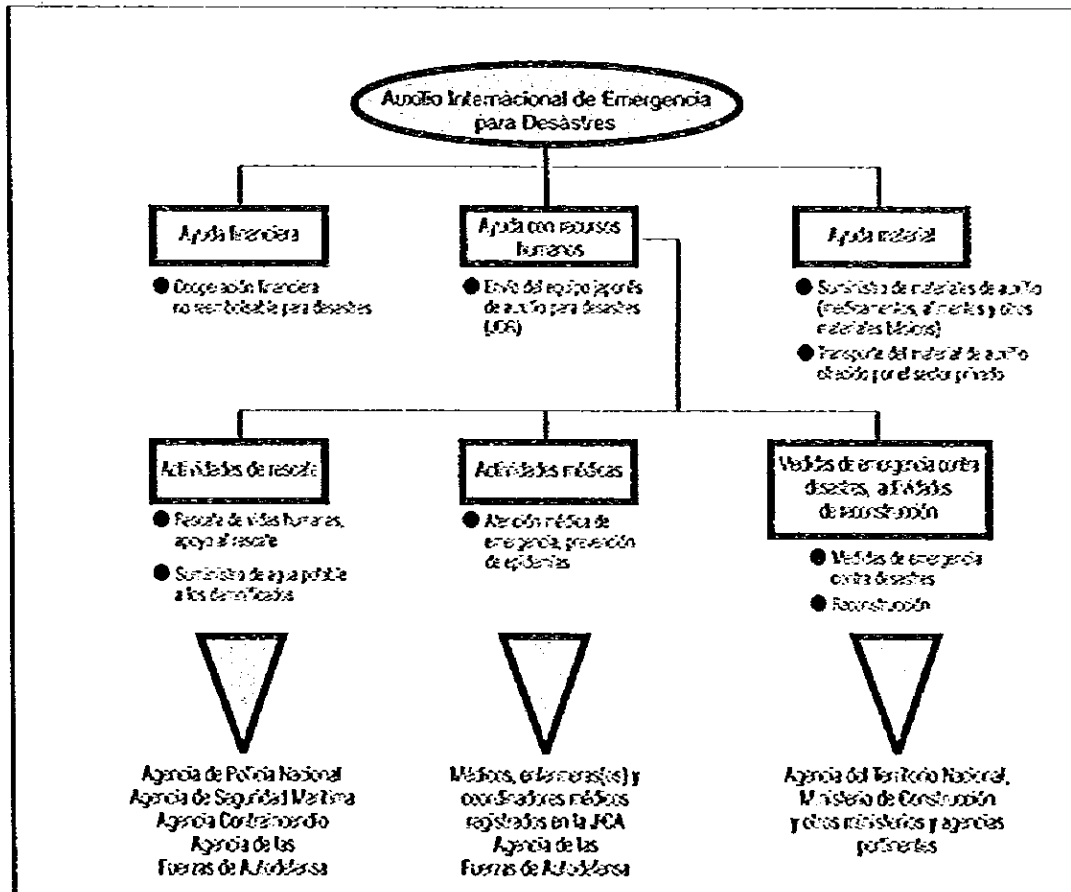 Auxilio Internacional de Emergencia
para Desastres
Ayuda financiera
Ayuda con recursos
humanos
Ayuda material
● Cooperación financiera
no reembolsable para desastres
● Envío del equipo japonés
de auxilio para desastres
(JDR)
● Suministro de materiales de auxilio
(medicamentos, alimentos y otros
materiales básicos)
● Transporte del material de auxilio
ofrecido por el sector privado
Actividades de rescate
Actividades médicas
Medidas de emergencia contra
desastres, actividades
de reconstrucción
● Rescate de vidas humanas,
apoyo al rescate
● Suministro de agua potable
a los damnificados
● Atención médica de
emergencia, prevención
de epidemias
● Medidas de emergencia
contra desastres
● Reconstrucción
Agencia de Policía Nacional
Agencia de Seguridad Marítima
Agencia Contraincendio
Agencia de las
Fuerzas de Autodefensa
Médicos, enfermeras(os) y
coordinadores médicos
registrados en la JICA
Agencia de las
Fuerzas de Autodefensa
Agencia del Territorio Nacional,
Ministerio de Construcción
y otros ministerios y agencias
pertinentes